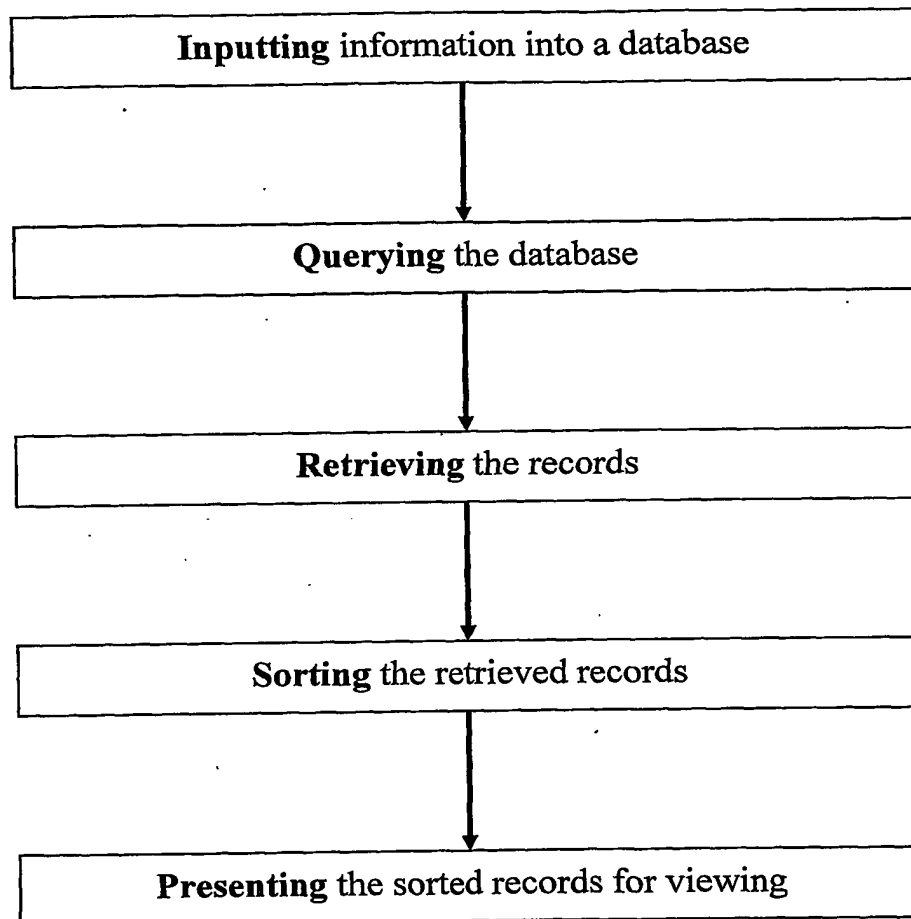 Inputting information into a database
Querying the database
Retrieving the records
Sorting the retrieved records
Presenting the sorted records for viewing